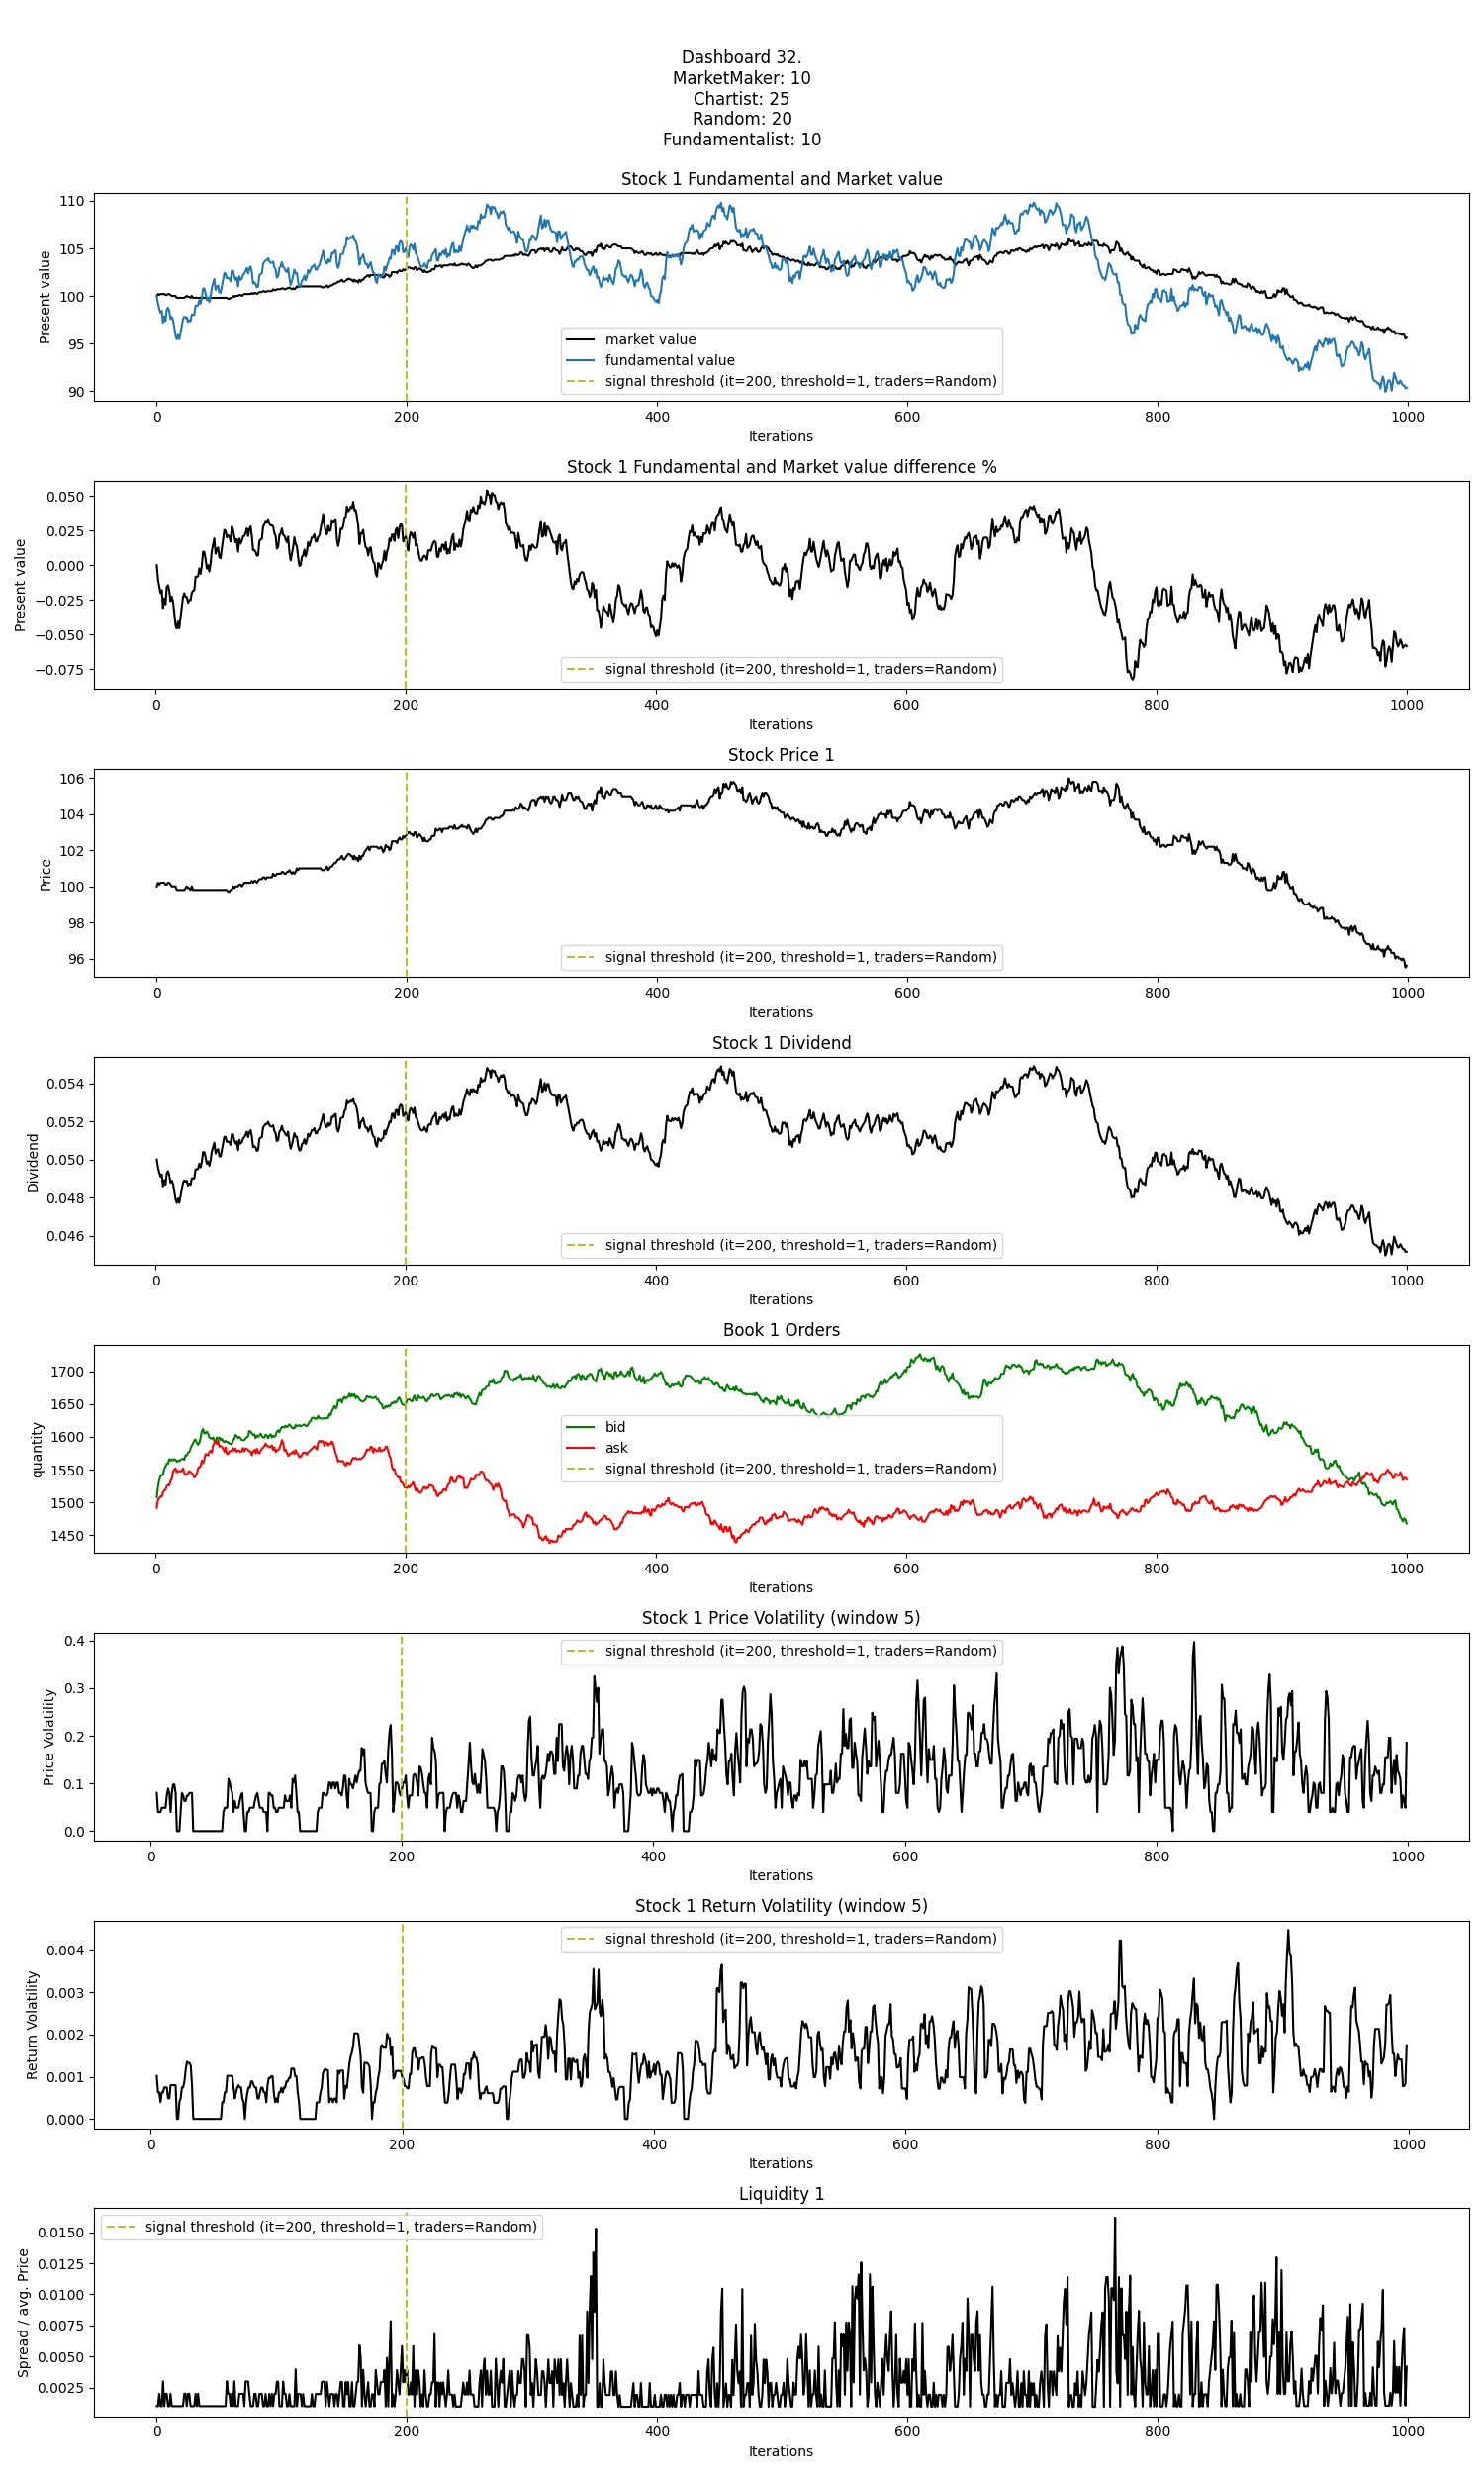 Dashboard 32.
MarketMaker: 10
Chartist: 25
Random: 20
Fundamentalist: 10
Stock 1 Fundamental and Market value
Present value
110
105
100
95
90
market value
fundamental value
signal threshold (it=200, threshold=1, traders=Random)
0 200 400 600 800 1000
Iterations
Stock 1 Fundamental and Market value difference %
Present value
0.050
0.025
0.000
−0.025
−0.050
−0.075
signal threshold (it=200, threshold=1, traders=Random)
0 200 400 600 800 1000
Iterations
Stock Price 1
Price
106
104
102
100
98
96
signal threshold (it=200, threshold=1, traders=Random)
0 200 400 600 800 1000
Iterations
Stock 1 Dividend
Dividend
0.054
0.052
0.050
0.048
0.046
signal threshold (it=200, threshold=1, traders=Random)
0 200 400 600 800 1000
Iterations
Book 1 Orders
quantity
1700
1650
1600
1550
1500
1450
bid
ask
signal threshold (it=200, threshold=1, traders=Random)
0 200 400 600 800 1000
Iterations
Stock 1 Price Volatility (window 5)
Price Volatility
0.4
0.3
0.2
0.1
0.0
signal threshold (it=200, threshold=1, traders=Random)
0 200 400 600 800 1000
Iterations
Stock 1 Return Volatility (window 5)
Return Volatility
0.004
0.003
0.002
0.001
0.000
signal threshold (it=200, threshold=1, traders=Random)
0 200 400 600 800 1000
Iterations
Liquidity 1
Spread / avg. Price
0.0150
0.0125
0.0100
0.0075
0.0050
0.0025
signal threshold (it=200, threshold=1, traders=Random)
0 200 400 600 800 1000
Iterations